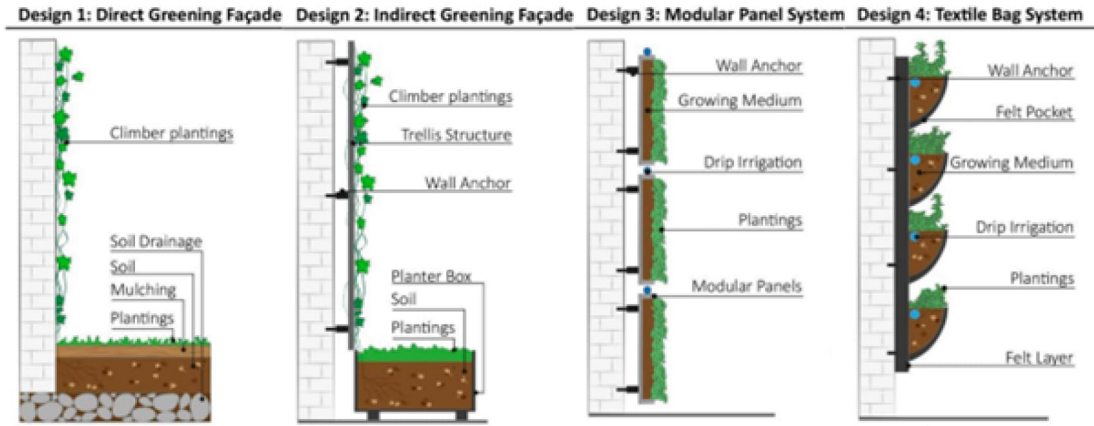 Design 1: Direct Greening Façade
Climber plantings
Soil Drainage
Soil
Mulching
Plantings
Design 2: Indirect Greening Façade
Climber plantings
Trellis Structure
Wall Anchor
Planter Box
Soil
Plantings
Design 3: Modular Panel System
Wall Anchor
Growing Medium
Drip Irrigation
Plantings
Modular Panels
Design 4: Textile Bag System
Wall Anchor
Felt Pocket
Growing Medium
Drip Irrigation
Plantings
Felt Layer